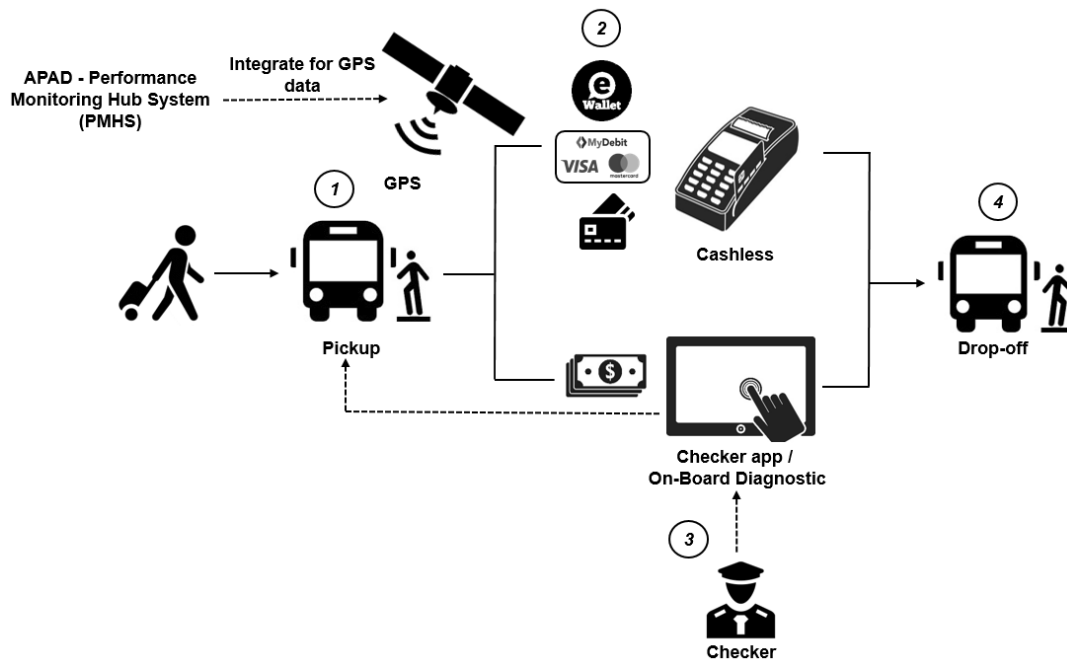 2
e
Wallet
APAD - Performance
Monitoring Hub System
(PMHS)
Integrate for GPS
data
MyDebit
VISA
mastercard
1
GPS
4
Cashless
Pickup
$
Drop-off
Checker app /
On-Board Diagnostic
3
Checker